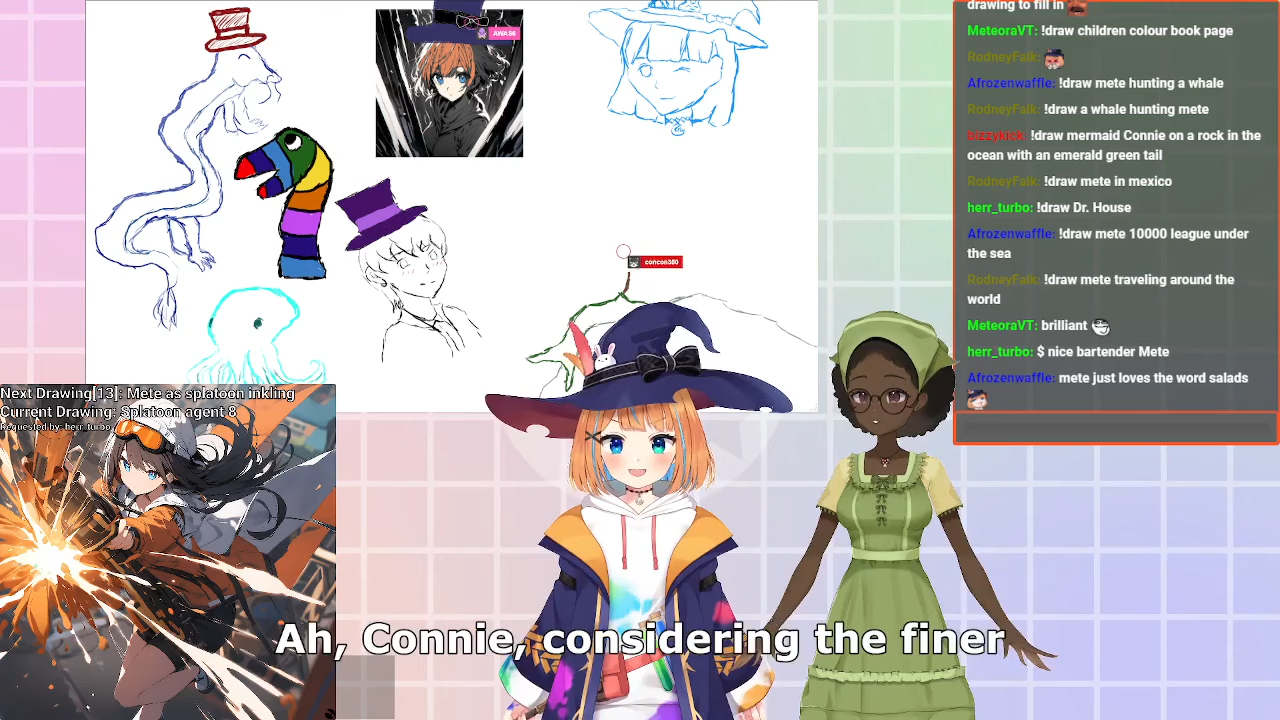 drawing to fill in
MeteoraVT: !draw children colour book page
RodneyFalk:
Afrozenwaffle: !draw mete hunting a whale
RodneyFalk: !draw a whale hunting mete
bizzykick: !draw mermaid Connie on a rock in the
ocean with an emerald green tail
RodneyFalk: !draw mete in mexico
herr_turbo: !draw Dr. House
Afrozenwaffle: !draw mete 10000 league under
the sea
RodneyFalk: !draw mete traveling around the
world
MeteoraVT: brilliant
herr_turbo: $ nice bartender Mete
Afrozenwaffle: mete just loves the word salads
concon380
Next Drawing[13]: Mete as splatoon inkling
Current Drawing: Splatoon agent 8
Requested by: herr_turbo
Ah, Connie, considering the finer